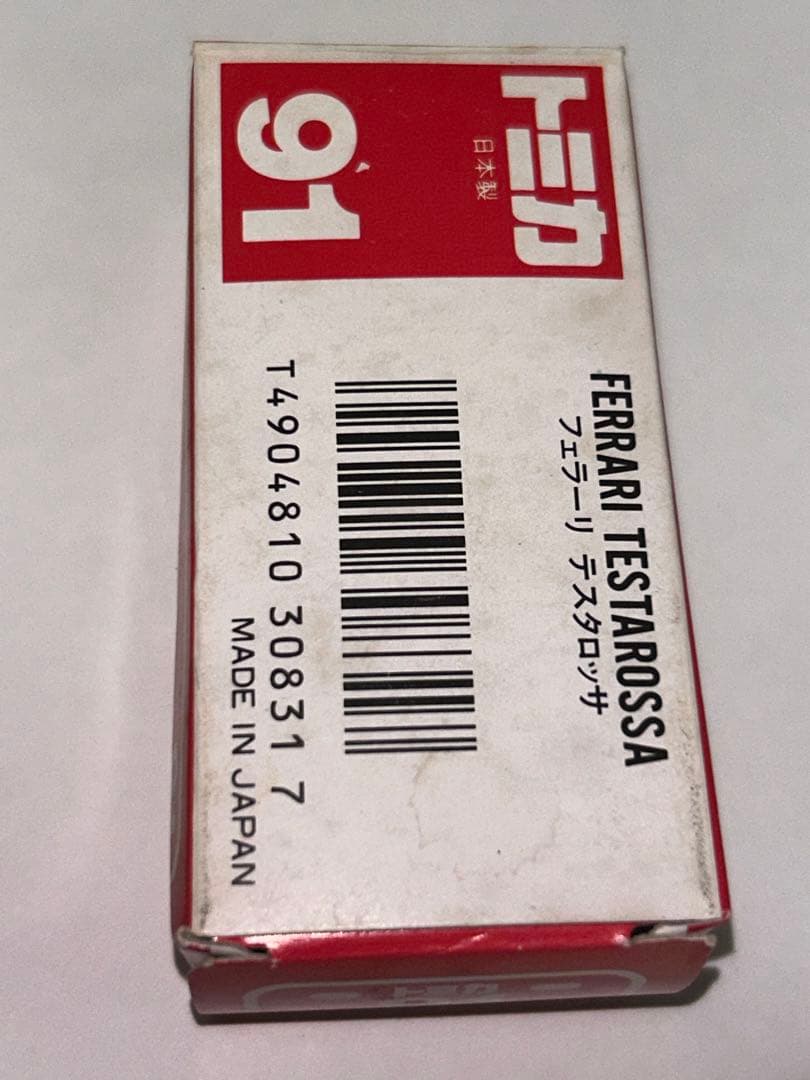 トミカ
日本製
91
FERRARI TESTAROSSA
フェラーリ テスタロッサ
T4904810 30831 7
MADE IN JAPAN